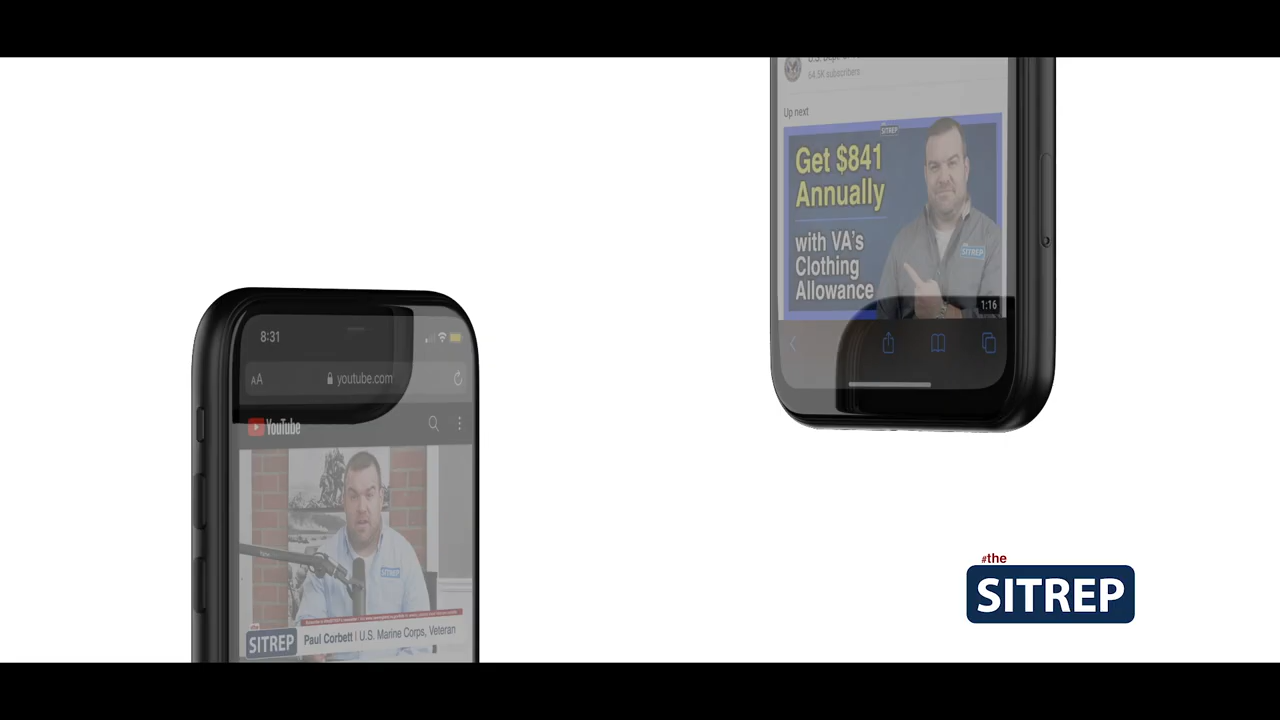 64.5K subscribers
Up next
SITREP
Get $841
Annually
with VA's
Clothing
Allowance
SITREP
1:16
8:31
AA
youtube.com
YouTube
SITREP
SITREP
Paul Corbett | U.S. Marine Corps, Veteran
#the
SITREP